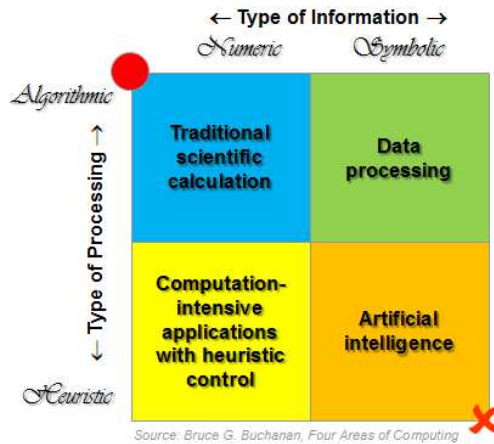 ← Type of Information →
Numeric Symbolic
Algorithmic
← Type of Processing →
Traditional
scientific
calculation
Data
processing
Computation-
intensive
applications
with heuristic
control
Artificial
intelligence
Heuristic
Source: Bruce G. Buchanan, Four Areas of Computing